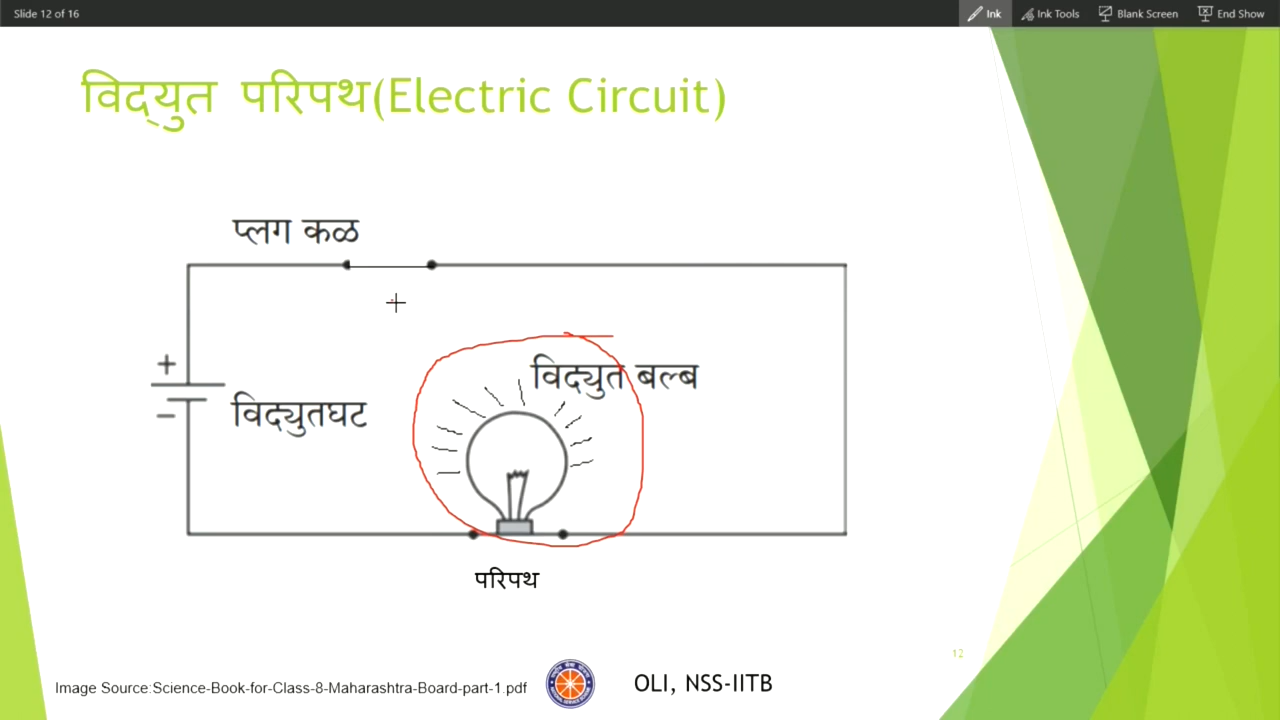 Slide 12 of 16
Ink
Ink Tools
Blank Screen
End Show
विद्‌युत परिपथ(Electric Circuit)
प्लग कळ
+
विद्युत बल्ब
−
विद्युतघट
परिपथ
12
Image Source:Science-Book-for-Class-8-Maharashtra-Board-part-1.pdf
OLI, NSS-IITB